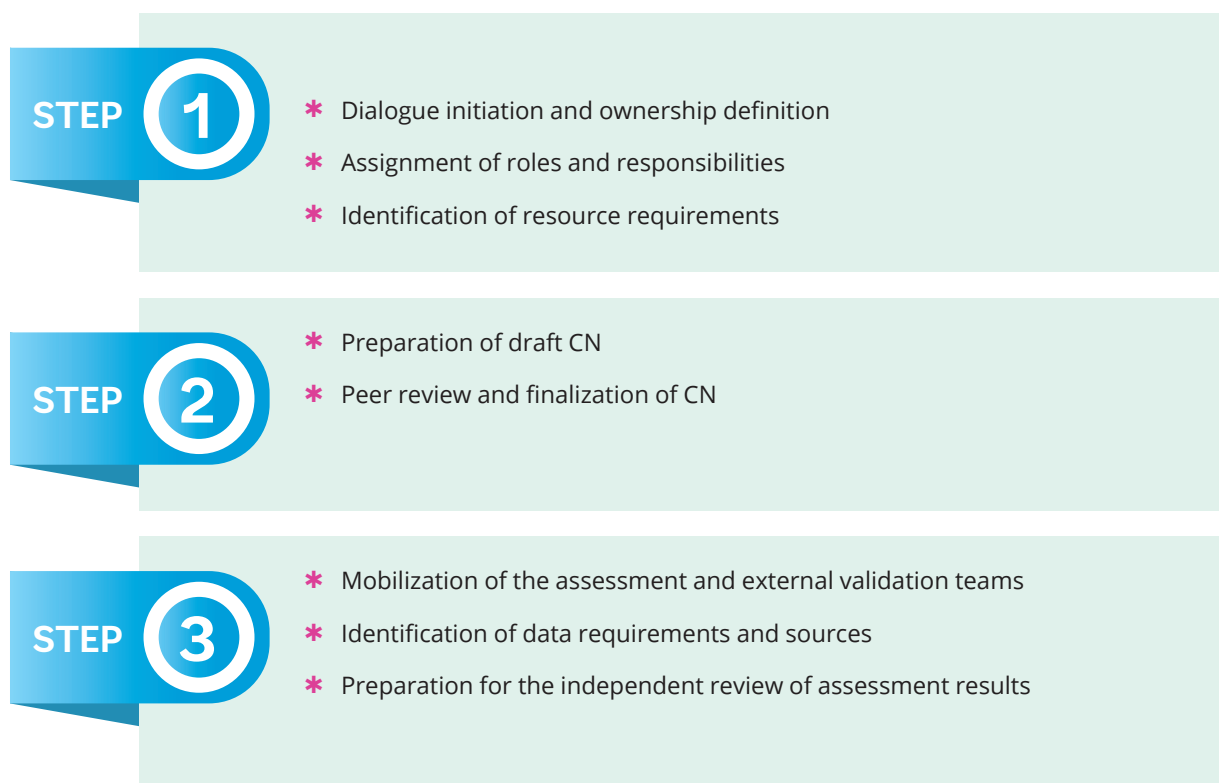 STEP 1
✱ Dialogue initiation and ownership definition
✱ Assignment of roles and responsibilities
✱ Identification of resource requirements
STEP 2
✱ Preparation of draft CN
✱ Peer review and finalization of CN
STEP 3
✱ Mobilization of the assessment and external validation teams
✱ Identification of data requirements and sources
✱ Preparation for the independent review of assessment results